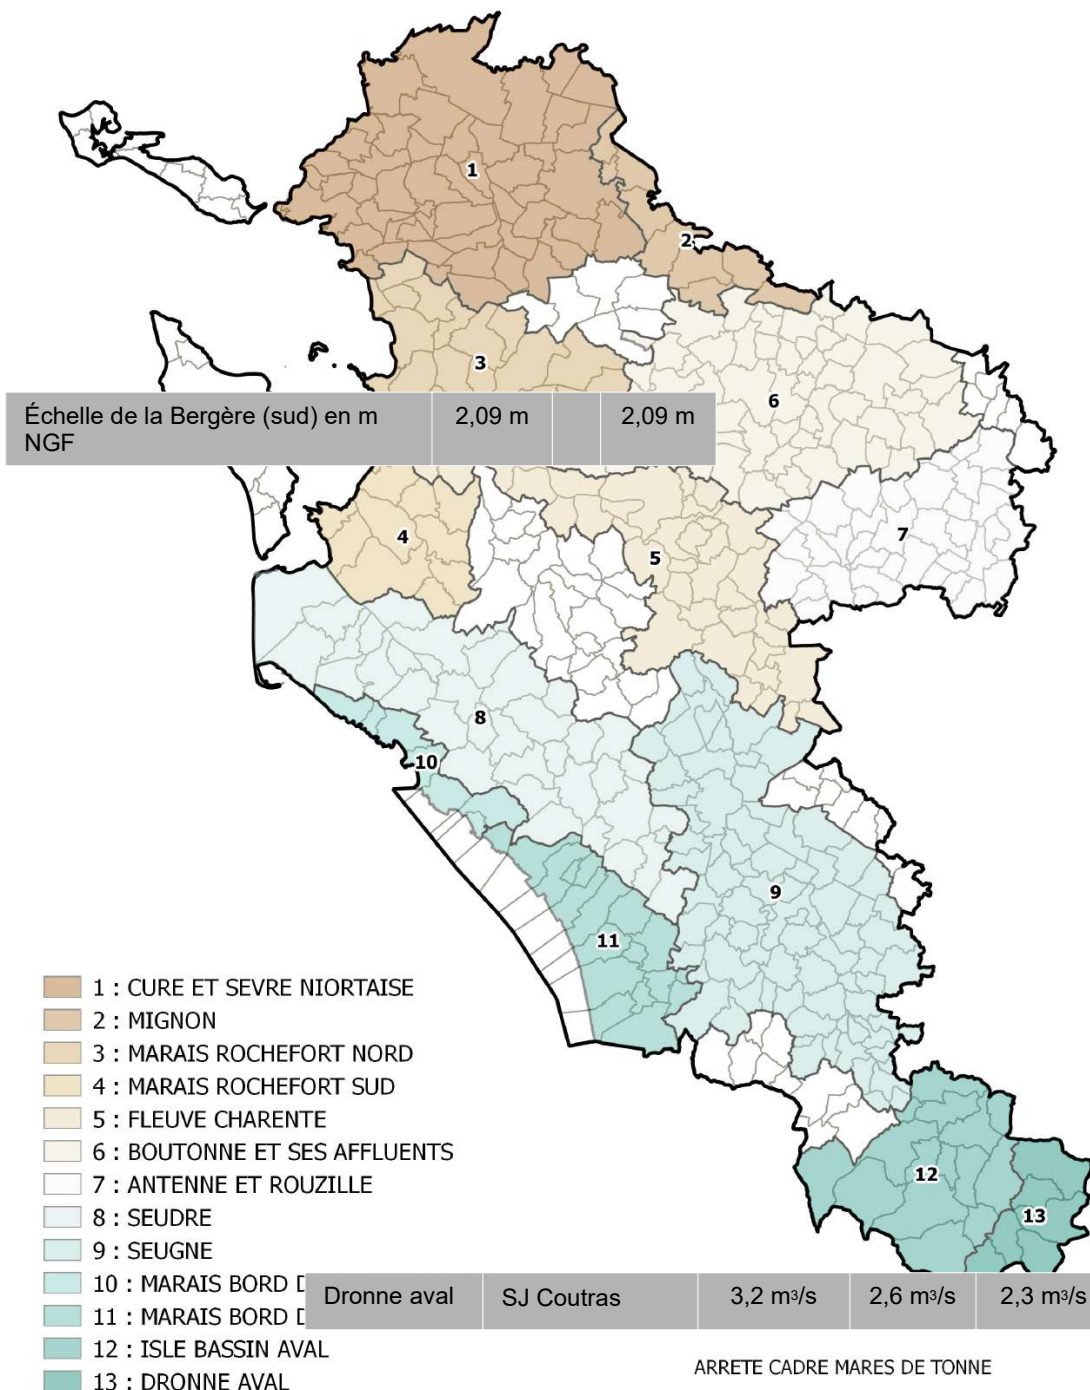 1
2
3
Échelle de la Bergère (sud) en m
NGF
2,09 m
2,09 m
6
4
5
7
8
10
9
11
1 : CURE ET SEVRE NIORTAISE
2 : MIGNON
3 : MARAIS ROCHEFORT NORD
4 : MARAIS ROCHEFORT SUD
5 : FLEUVE CHARENTE
6 : BOUTONNE ET SES AFFLUENTS
7 : ANTENNE ET ROUZILLE
8 : SEUDRE
9 : SEUGNE
10 : MARAIS BORD
11 : MARAIS BORD
12 : ISLE BASSIN AVAL
13 : DRONNE AVAL
12
13
Dronne aval SJ Coutras 3,2 m³/s 2,6 m³/s 2,3 m³/s
ARRETE CADRE MARES DE TONNE